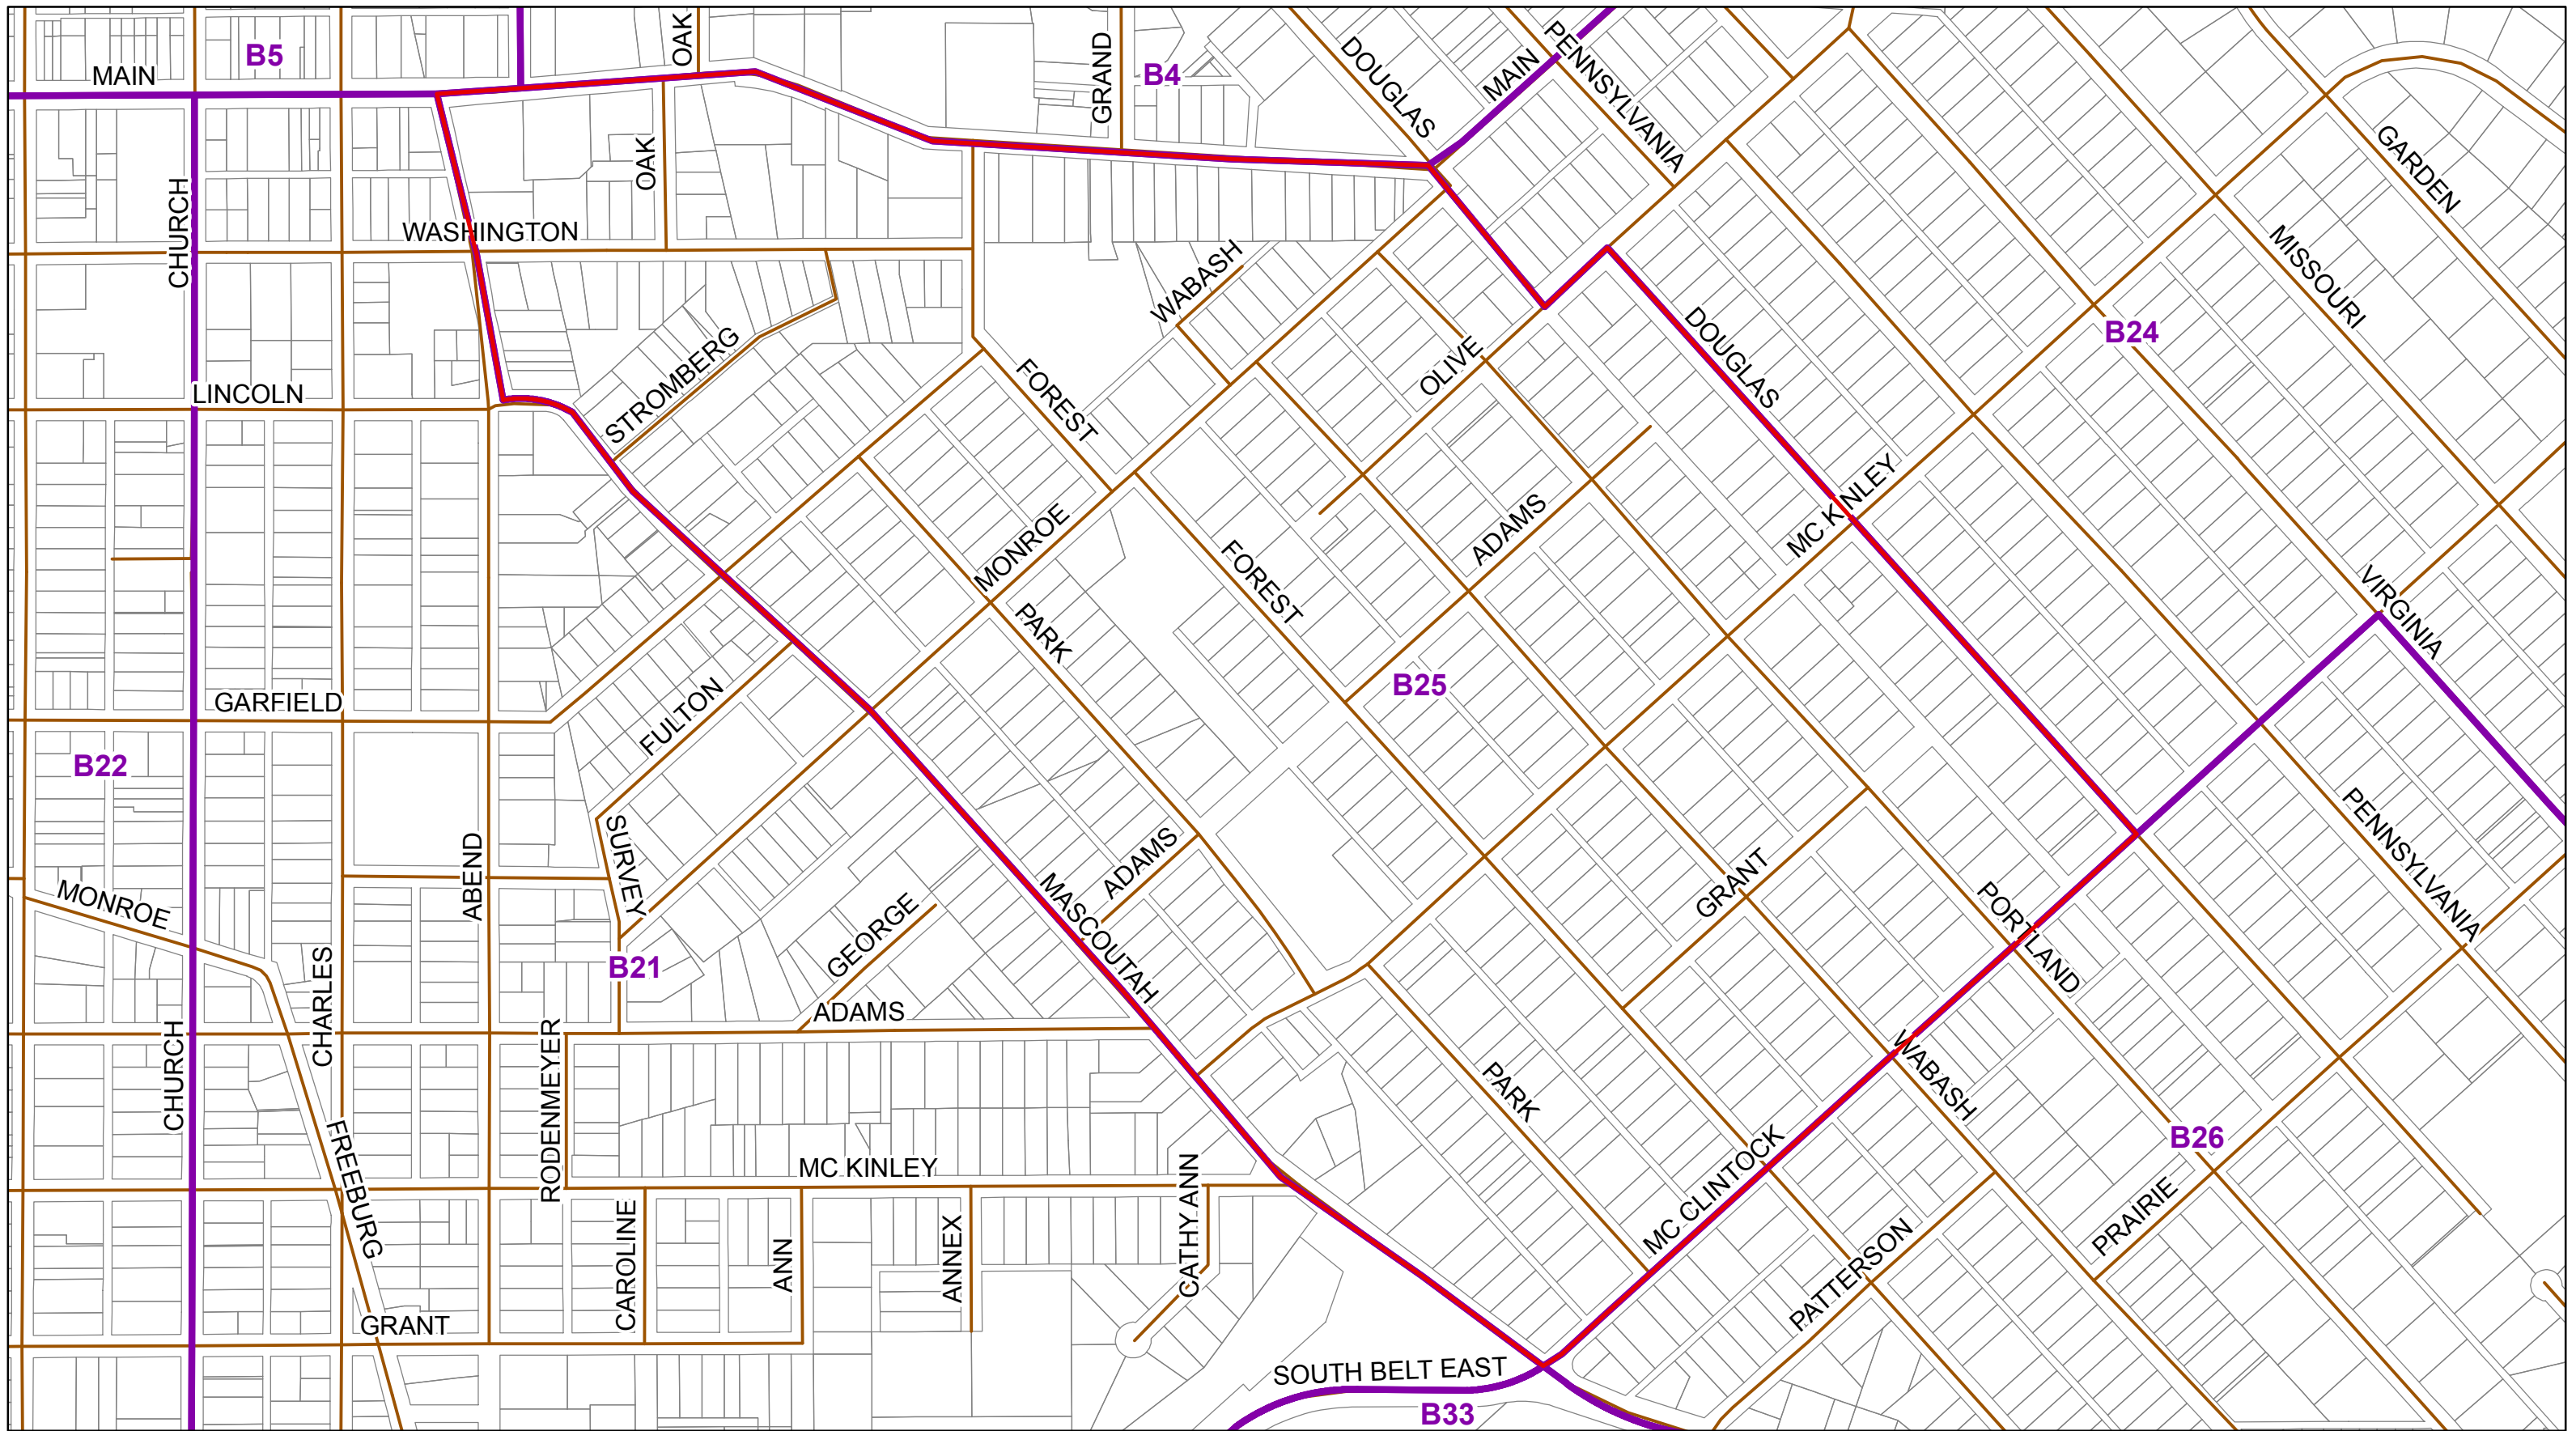 OAK
PENNSYLVANIA
B5
MAIN
GRAND
B4
DOUGLAS
MAIN
OAK
GARDEN
CHURCH
WASHINGTON
WABASH
MISSOURI
STROMBERG
OLIVE
DOUGLAS
B24
LINCOLN
FOREST
MC KINLEY
ADAMS
MONROE
FOREST
VIRGINIA
PARK
GARFIELD
FULTON
B25
B22
PENNSYLVANIA
SURVEY
ABEND
ADAMS
GRANT
MONROE
MASCOUTAH
GEORGE
PORTLAND
B21
CHARLES
ADAMS
CHURCH
RODENMEYER
PARK
WABASH
FREEBURG
MC KINLEY
MC CLINTOCK
B26
CAROLINE
ANN
ANNEX
CATHY ANN
PRAIRIE
PATTERSON
GRANT
SOUTH BELT EAST
B33